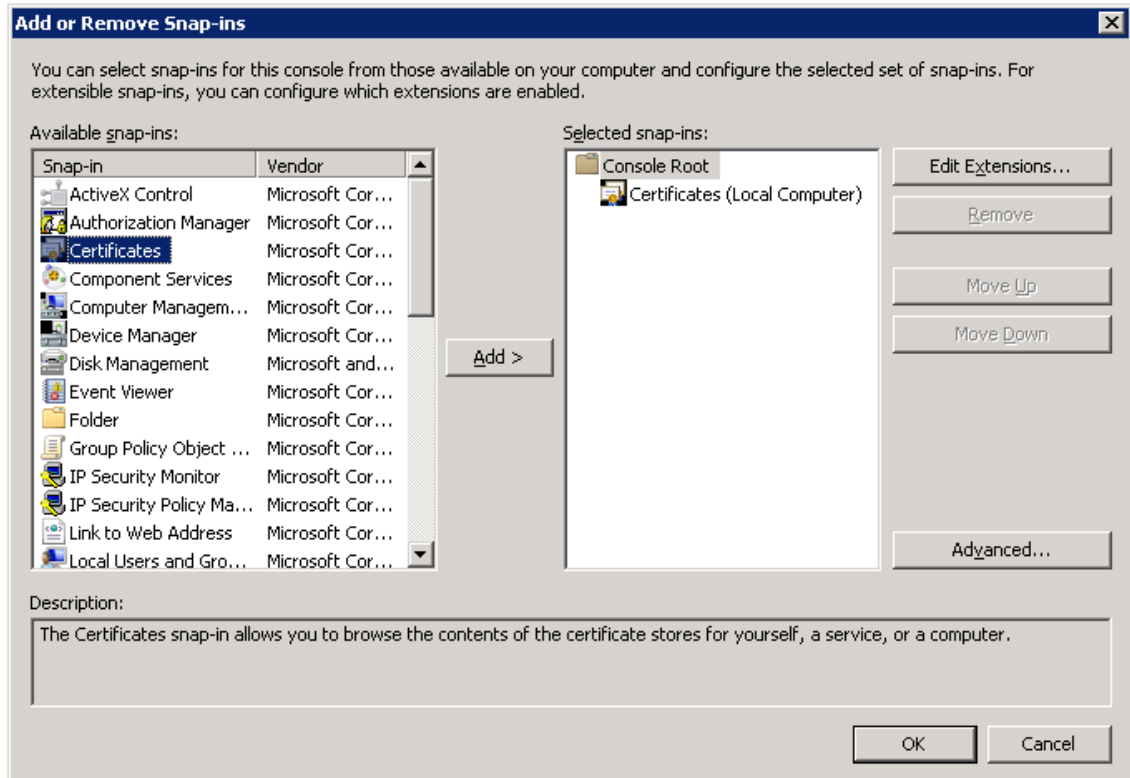 Add or Remove Snap-ins
You can select snap-ins for this console from those available on your computer and configure the selected set of snap-ins. For
extensible snap-ins, you can configure which extensions are enabled.
Available snap-ins:
Snap-in Vendor
ActiveX Control Microsoft Cor...
Authorization Manager Microsoft Cor...
Certificates Microsoft Cor...
Component Services Microsoft Cor...
Computer Managem... Microsoft Cor...
Device Manager Microsoft Cor...
Disk Management Microsoft and...
Event Viewer Microsoft Cor...
Folder Microsoft Cor...
Group Policy Object ... Microsoft Cor...
IP Security Monitor Microsoft Cor...
IP Security Policy Ma... Microsoft Cor...
Link to Web Address Microsoft Cor...
Local Users and Gro... Microsoft Cor...
Add >
Selected snap-ins:
Console Root
Certificates (Local Computer)
Edit Extensions...
Remove
Move Up
Move Down
Advanced...
Description:
The Certificates snap-in allows you to browse the contents of the certificate stores for yourself, a service, or a computer.
OK
Cancel